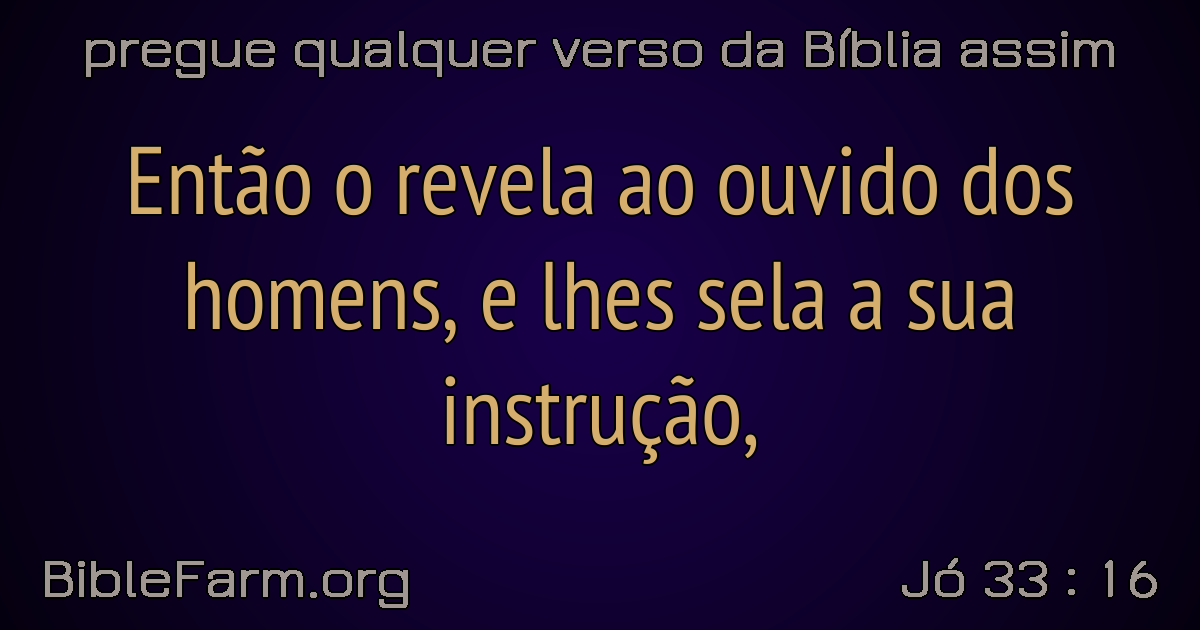 pregue qualquer verso da Bíblia assim
Então o revela ao ouvido dos
homens, e lhes sela a sua
instrução,
BibleFarm.org
Jó 33 : 16